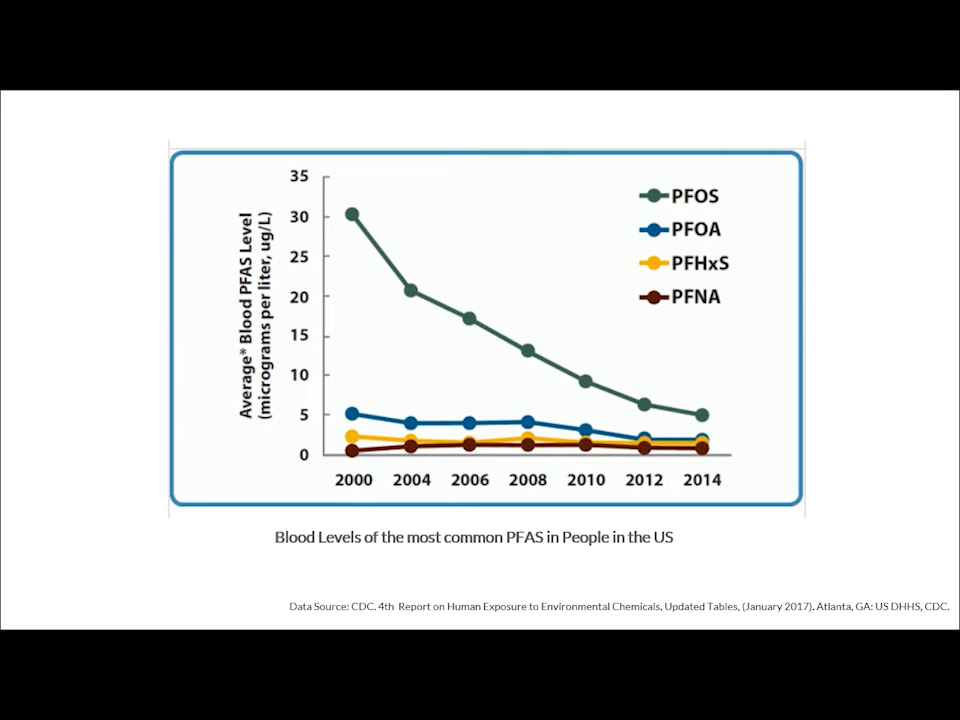 35
30
25
20
15
10
5
0
Average* Blood PFAS Level
(micrograms per liter, ug/L)
PFOS
PFOA
PFHxS
PFNA
2000 2004 2006 2008 2010 2012 2014
Blood Levels of the most common PFAS in People in the US
Data Source: CDC. 4th Report on Human Exposure to Environmental Chemicals, Updated Tables, (January 2017). Atlanta, GA: US DHHS, CDC.